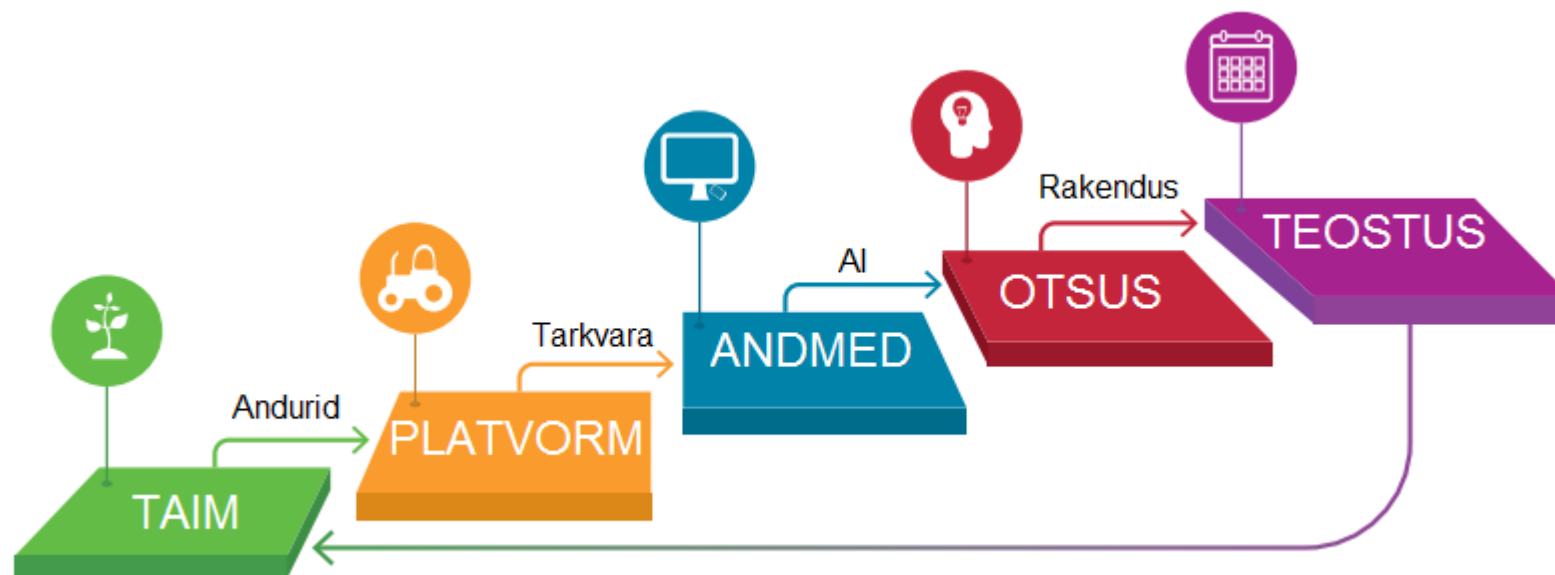 TAIM
Andurid
PLATVORM
Tarkvara
ANDMED
AI
OTSUS
Rakendus
TEOSTUS